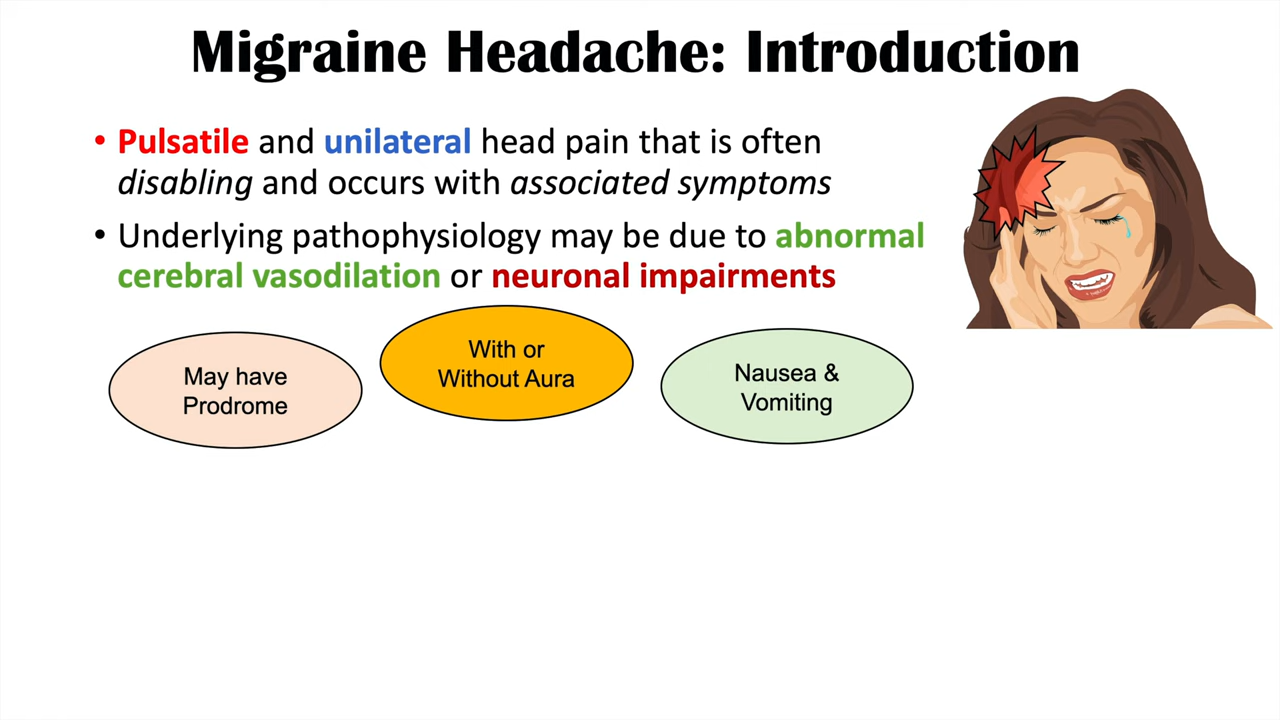 Migraine Headache: Introduction
• Pulsatile and unilateral head pain that is often
disabling and occurs with associated symptoms
• Underlying pathophysiology may be due to abnormal
cerebral vasodilation or neuronal impairments
May have
Prodrome
With or
Without Aura
Nausea &
Vomiting